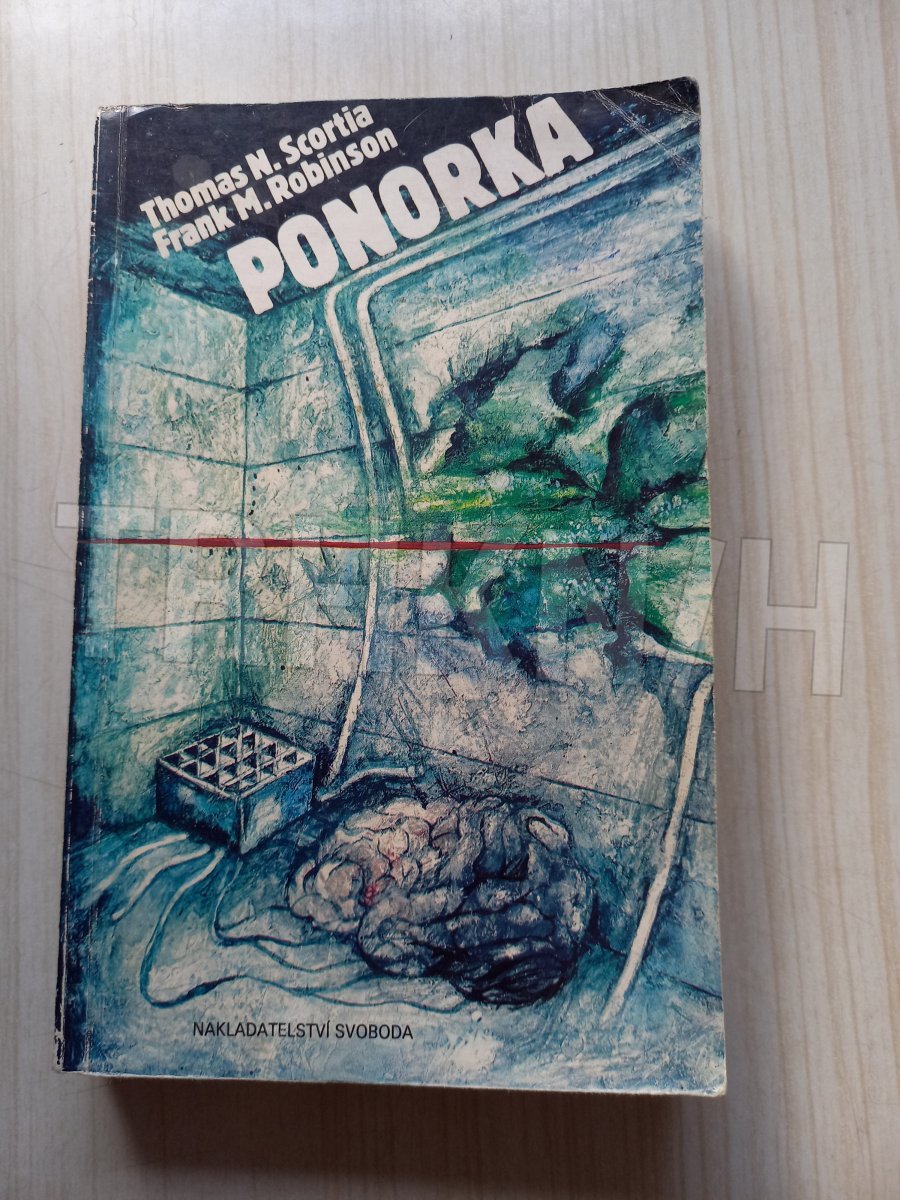 Thomas N. Scortia
Frank M. Robinson
PONORKA
NAKLADATELSTVÍ SVOBODA